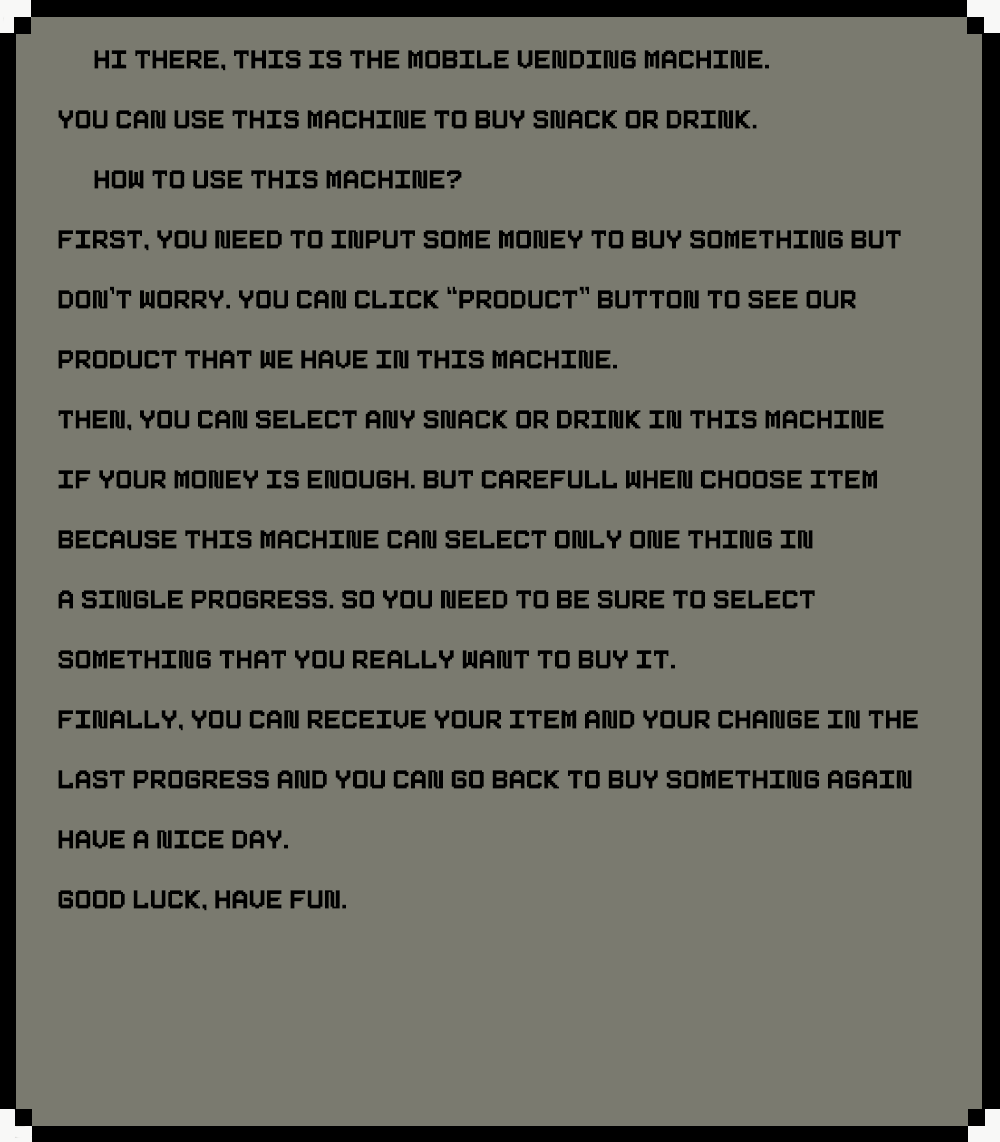 HI THERE, THIS IS THE MOBILE VENDING MACHINE.
YOU CAN USE THIS MACHINE TO BUY SNACK OR DRINK.
HOW TO USE THIS MACHINE?
FIRST, YOU NEED TO INPUT SOME MONEY TO BUY SOMETHING BUT
DON'T WORRY. YOU CAN CLICK “PRODUCT” BUTTON TO SEE OUR
PRODUCT THAT WE HAVE IN THIS MACHINE.
THEN, YOU CAN SELECT ANY SNACK OR DRINK IN THIS MACHINE
IF YOUR MONEY IS ENOUGH. BUT CAREFULL WHEN CHOOSE ITEM
BECAUSE THIS MACHINE CAN SELECT ONLY ONE THING IN
A SINGLE PROGRESS. SO YOU NEED TO BE SURE TO SELECT
SOMETHING THAT YOU REALLY WANT TO BUY IT.
FINALLY, YOU CAN RECEIVE YOUR ITEM AND YOUR CHANGE IN THE
LAST PROGRESS AND YOU CAN GO BACK TO BUY SOMETHING AGAIN
HAVE A NICE DAY.
GOOD LUCK, HAVE FUN.